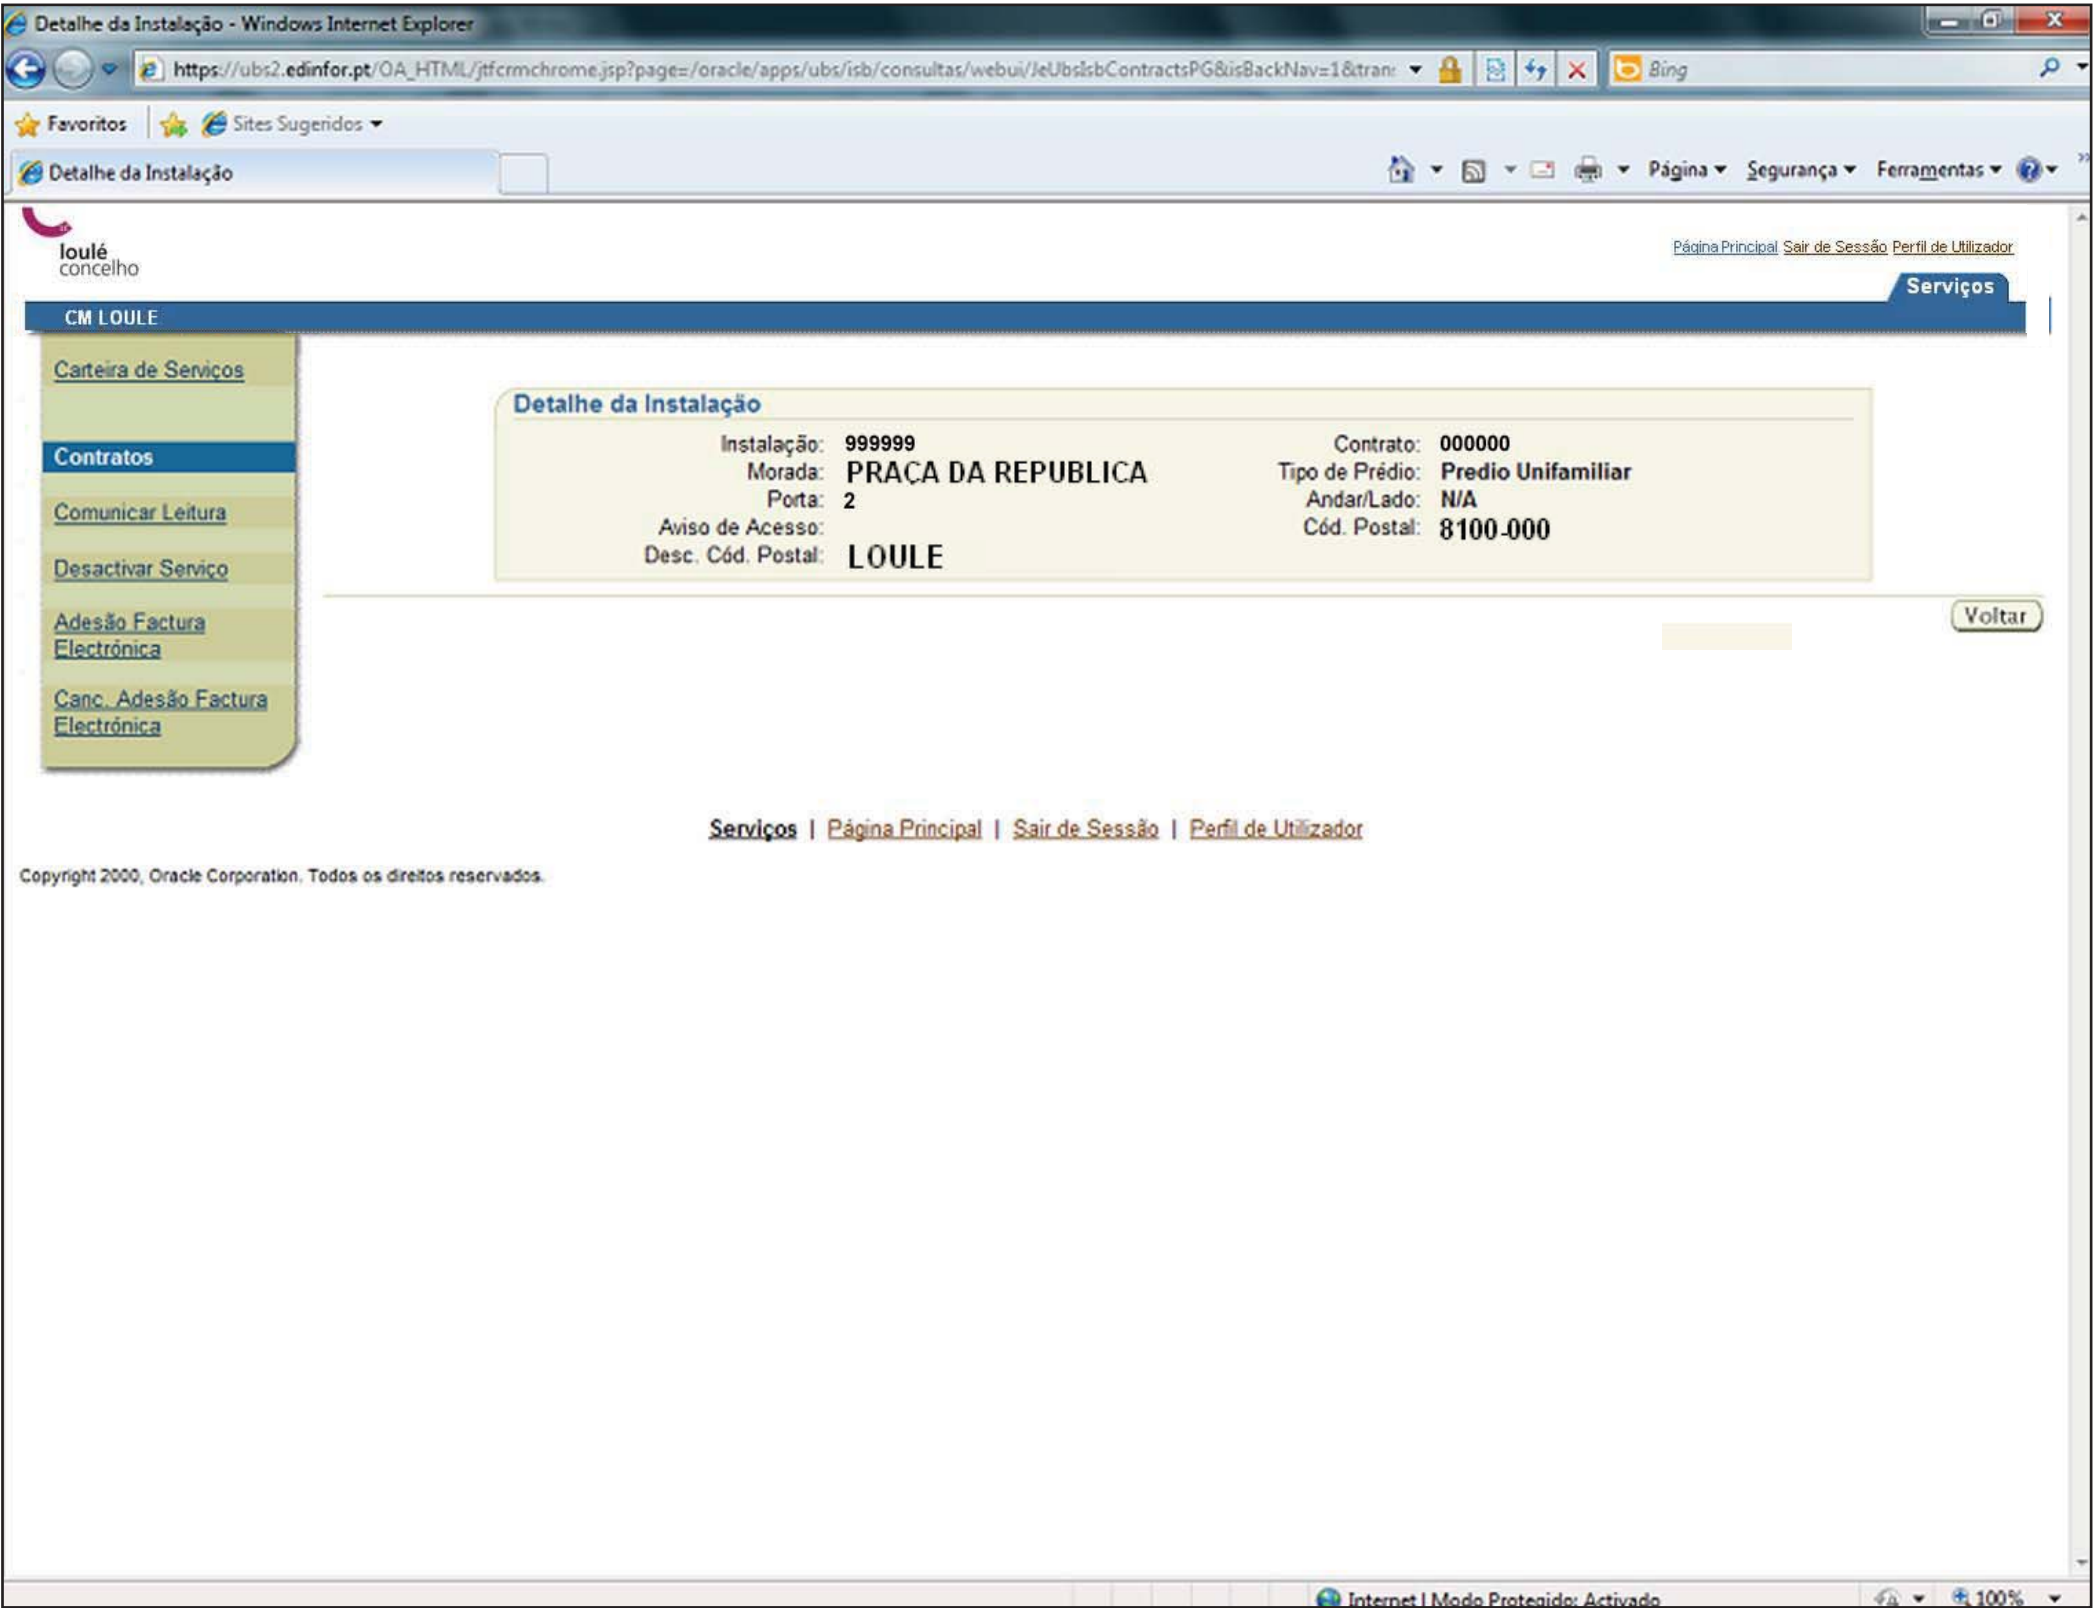 Detalhe da Instalação - Windows Internet Explorer
https://ubs2.edinfor.pt/OA_HTML/jtfcrmchrome.jsp?page=/oracle/apps/ubs/isb/consultas/webui/JeUbsIsbContractsPG&isBackNav=1&tran: Bing
Favoritos Sites Sugeridos
Detalhe da Instalação Página Segurança Ferramentas
loulé
concelho
Página Principal Sair de Sessão Perfil de Utilizador
Serviços
CM LOULE
Carteira de Serviços
Contratos
Comunicar Leitura
Desactivar Serviço
Adesão Factura
Electrónica
Canc. Adesão Factura
Electrónica
Detalhe da Instalação
Instalação: 999999 Contrato: 000000
Morada: PRAÇA DA REPUBLICA Tipo de Prédio: Predio Unifamiliar
Porta: 2 Andar/Lado: N/A
Aviso de Acesso: Cód. Postal: 8100-000
Desc. Cód. Postal: LOULE
Voltar
Serviços | Página Principal | Sair de Sessão | Perfil de Utilizador
Copyright 2000, Oracle Corporation. Todos os direitos reservados.
Internet | Modo Protegido: Activado 100%